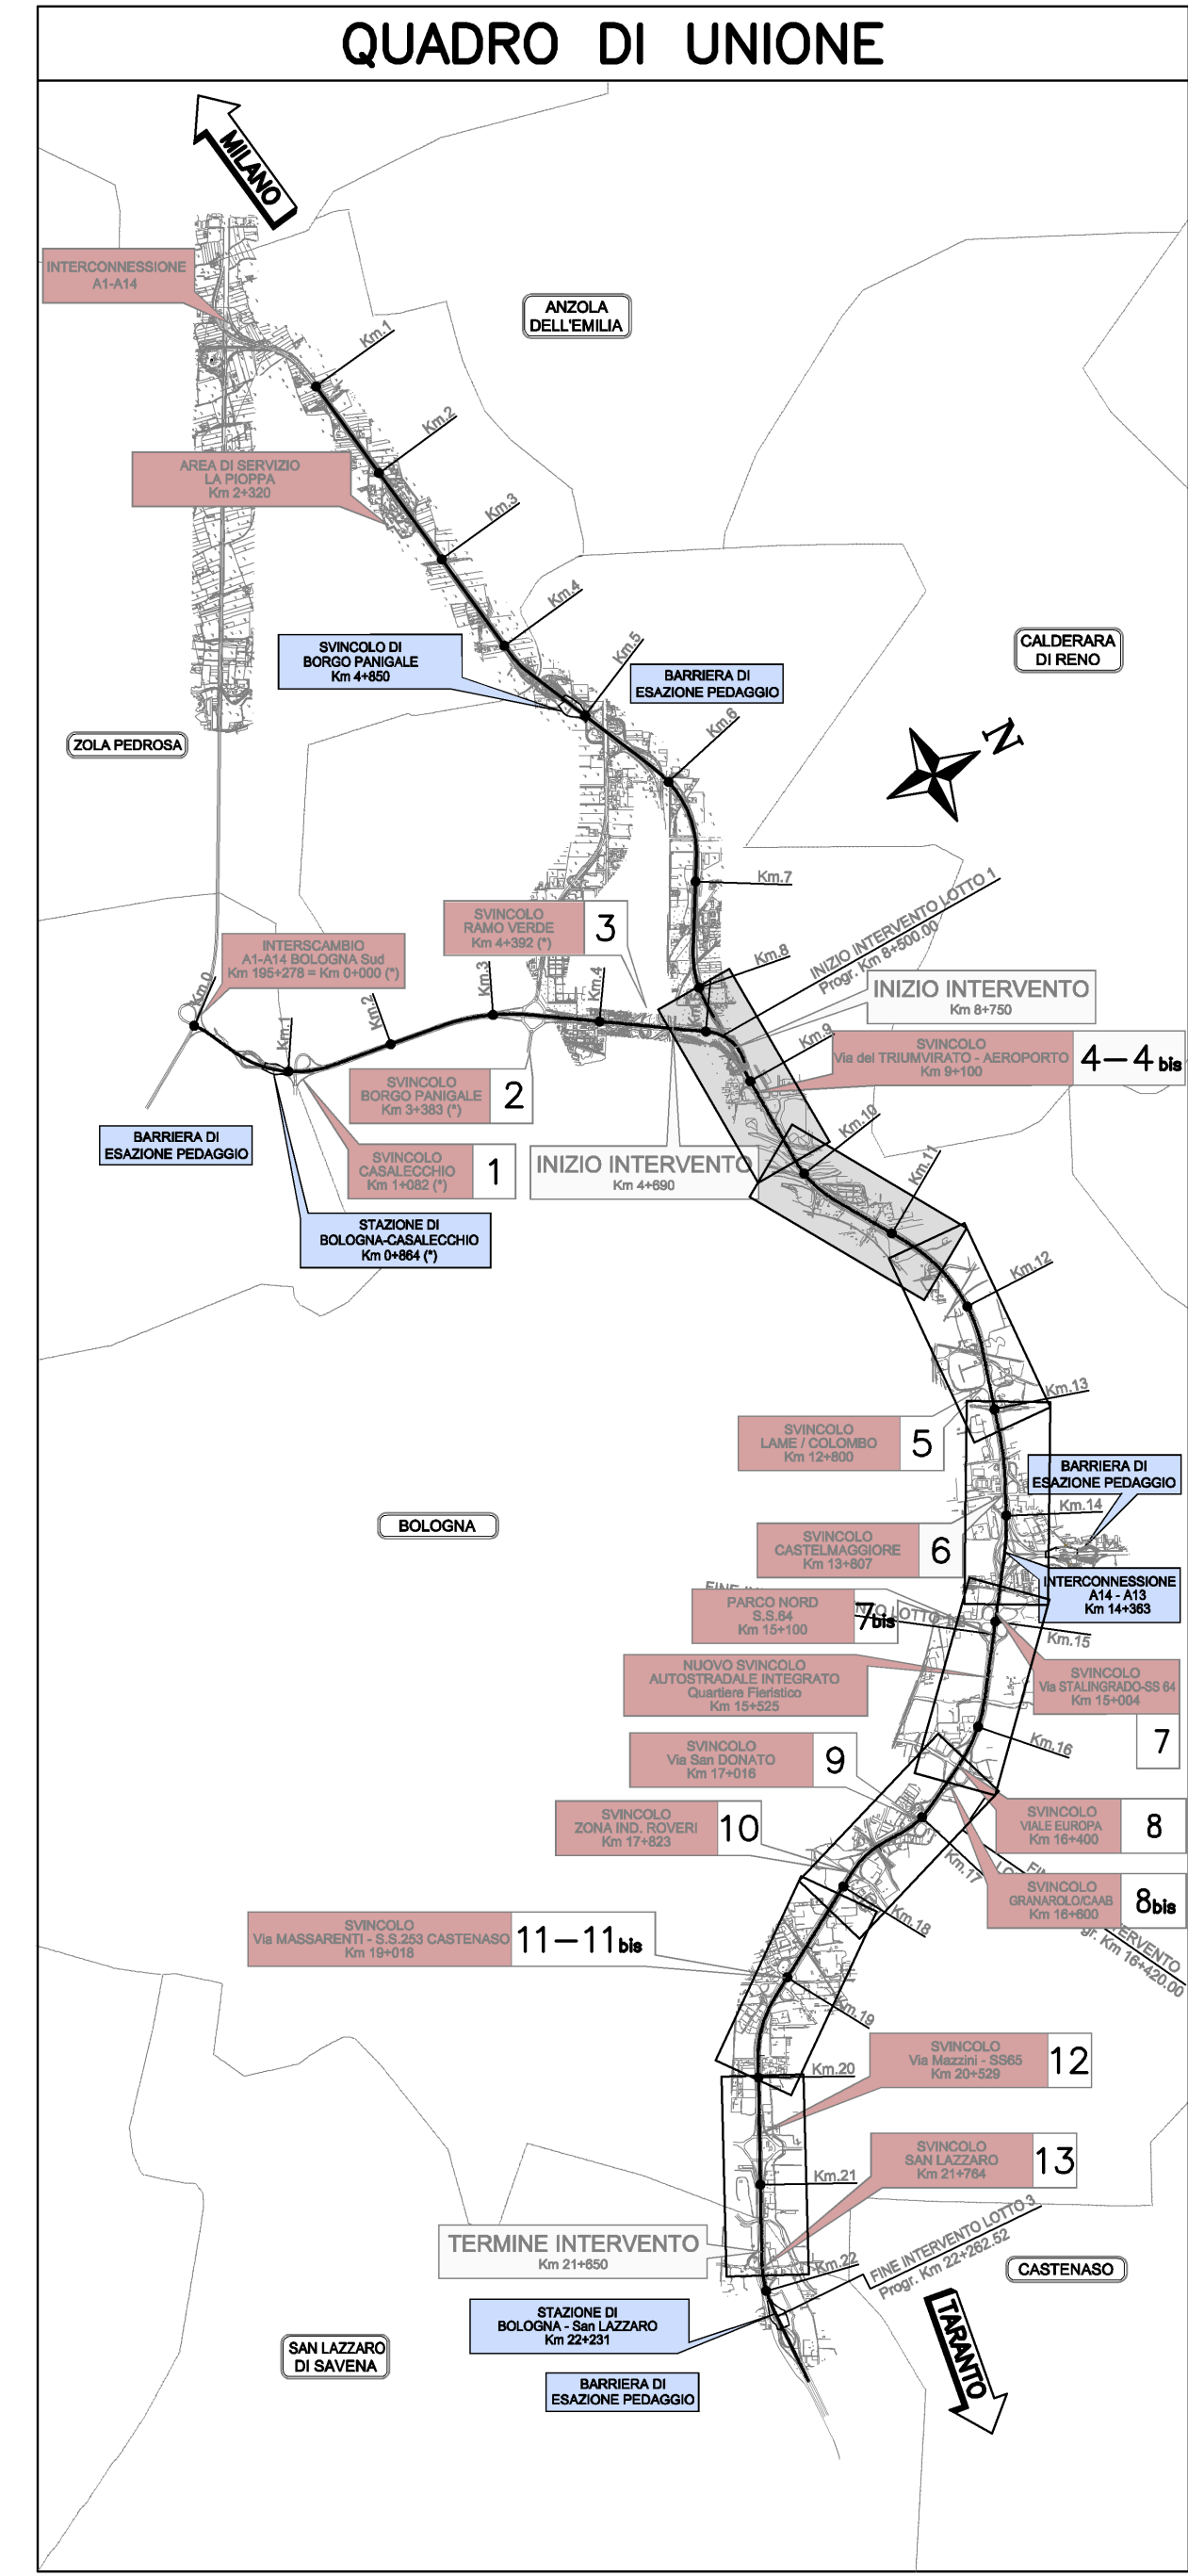 QUADRO DI UNIONE
MILANO
INTERCONNESSIONE
A1-A14
ANZOLA
DELL'EMILIA
Km.1
Km.2
AREA DI SERVIZIO
LA PIOPPA
Km 2+320
Km.3
Km.4
SVINCOLO DI
BORGO PANIGALE
Km 4+850
Km.5
BARRIERA DI
ESAZIONE PEDAGGIO
CALDERARA
DI RENO
Km.6
ZOLA PEDROSA
N
Km.7
INIZIO INTERVENTO LOTTO 1
Progr. Km 8+500.00
SVINCOLO
RAMO VERDE
Km 4+392 (*)
3
INTERSCAMBIO
A1-A14 BOLOGNA Sud
Km 195+278 = Km 0+000 (*)
Km.0
Km.1
Km.2
Km.3
Km.4
Km.8
INIZIO INTERVENTO
Km 8+750
Km.9
SVINCOLO
Via del TRIUMVIRATO - AEROPORTO
Km 9+100
4-4 bis
SVINCOLO
BORGO PANIGALE
Km 3+383 (*)
2
BARRIERA DI
ESAZIONE PEDAGGIO
SVINCOLO
CASALECCHIO
Km 1+082 (*)
1
INIZIO INTERVENTO
Km 4+690
Km.10
Km.11
STAZIONE DI
BOLOGNA-CASALECCHIO
Km 0+864 (*)
Km.12
Km.13
SVINCOLO
LAME / COLOMBO
Km 12+800
5
BARRIERA DI
ESAZIONE PEDAGGIO
Km.14
BOLOGNA
SVINCOLO
CASTELMAGGIORE
Km 13+807
6
INTERCONNESSIONE
A14 - A13
Km 14+363
PARCO NORD
S.S.64
Km 15+100
7bis
LOTTO
Km.15
NUOVO SVINCOLO
AUTOSTRADALE INTEGRATO
Quartiere Fieristico
Km 15+525
SVINCOLO
Via STALINGRADO-SS 64
Km 15+004
7
Km.16
SVINCOLO
Via San DONATO
Km 17+016
9
SVINCOLO
ZONA IND. ROVERI
Km 17+823
10
SVINCOLO
VIALE EUROPA
Km 16+400
8
Km.17
SVINCOLO
GRANAROLO/CAAB
Km 16+600
8bis
gr. Km 16+420.00
Km.18
SVINCOLO
Via MASSARENTI - S.S.253 CASTENASO
Km 19+018
11-11bis
Km.19
SVINCOLO
Via Mazzini - SS65
Km 20+529
12
Km.20
SVINCOLO
SAN LAZZARO
Km 21+764
13
Km.21
TERMINE INTERVENTO
Km 21+650
Km.22
FINE INTERVENTO LOTTO 3
Progr. Km 22+262.52
CASTENASO
STAZIONE DI
BOLOGNA - San LAZZARO
Km 22+231
SAN LAZZARO
DI SAVENA
BARRIERA DI
ESAZIONE PEDAGGIO
TARANTO